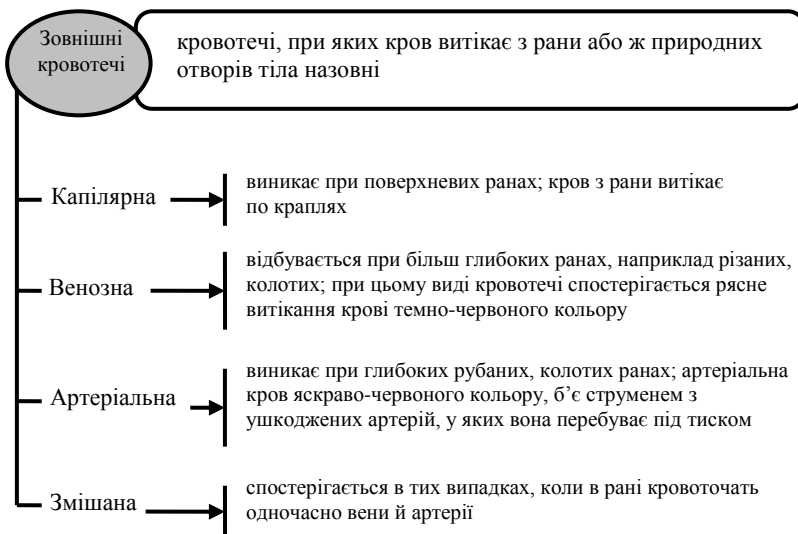 Зовнішні
кровотечі
кровотечі, при яких кров витікає з рани або ж природних
отворів тіла назовні
Капілярна
виникає при поверхневих ранах; кров з рани витікає
по краплях
Венозна
відбувається при більш глибоких ранах, наприклад різаних,
колотих; при цьому виді кровотечі спостерігається рясне
витікання крові темно-червоного кольору
Артеріальна
виникає при глибоких рубаних, колотих ранах; артеріальна
кров яскраво-червоного кольору, б’є струменем з
ушкоджених артерій, у яких вона перебуває під тиском
Змішана
спостерігається в тих випадках, коли в рані кровоточать
одночасно вени й артерії